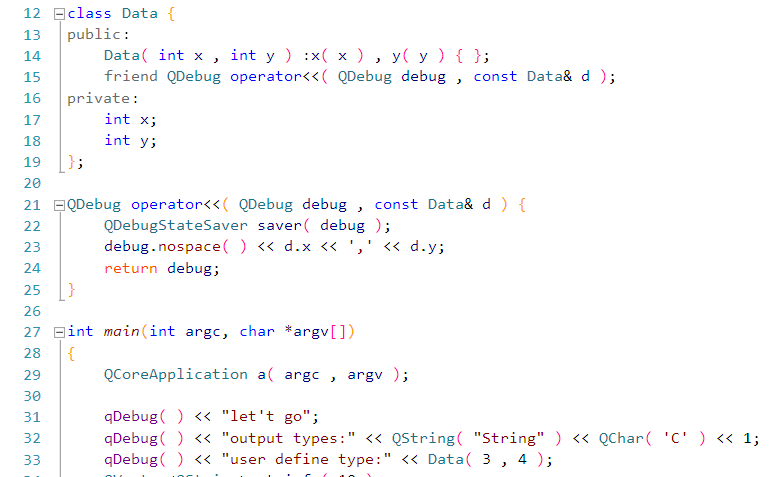 12 class Data {
13 public:
14 Data( int x , int y ) :x( x ) , y( y ) { };
15 friend QDebug operator<<( QDebug debug , const Data& d );
16 private:
17 int x;
18 int y;
19 };
20
21 QDebug operator<<( QDebug debug , const Data& d ) {
22 QDebugStateSaver saver( debug );
23 debug.nospace( ) << d.x << ',' << d.y;
24 return debug;
25 }
26
27 int main(int argc, char *argv[])
28 {
29 QCoreApplication a( argc , argv );
30
31 qDebug( ) << "let't go";
32 qDebug( ) << "output types:" << QString( "String" ) << QChar( 'C' ) << 1;
33 qDebug( ) << "user define type:" << Data( 3 , 4 );